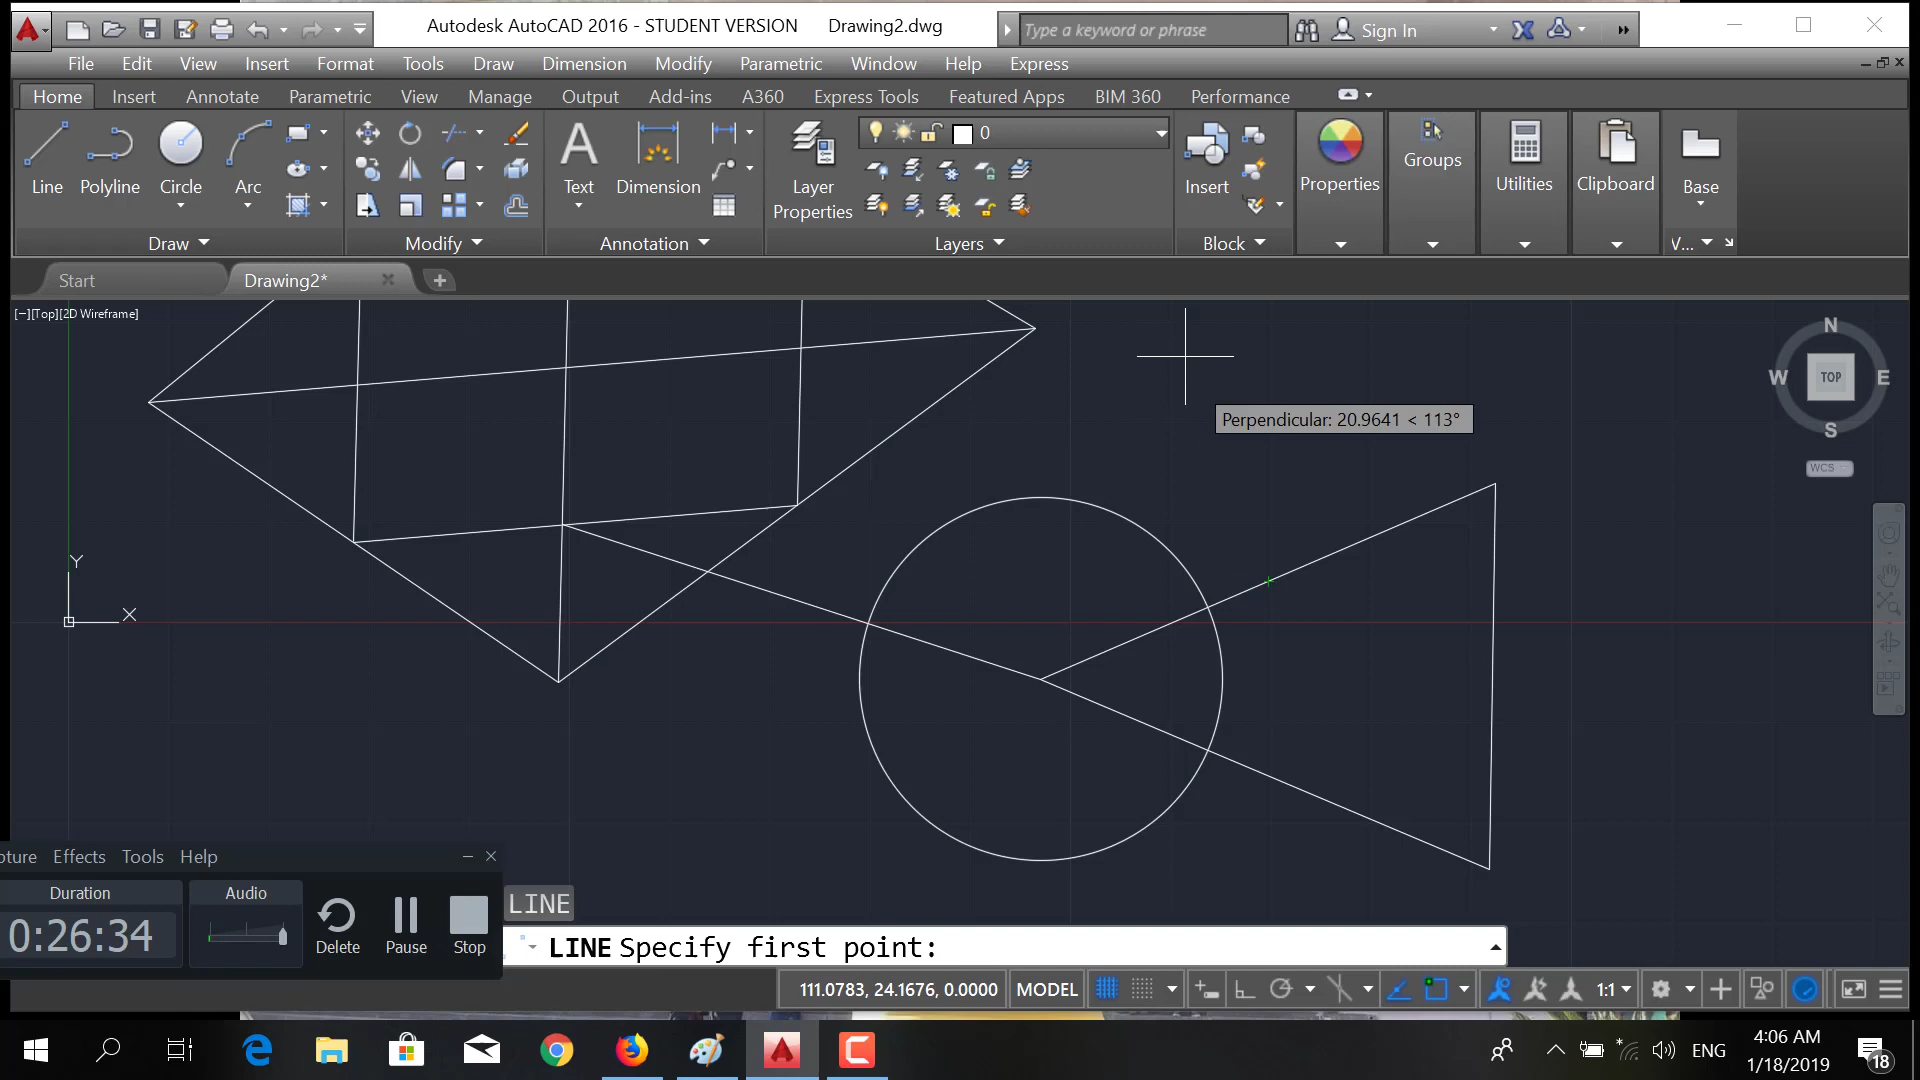 Autodesk AutoCAD 2016 - STUDENT VERSION Drawing2.dwg
Type a keyword or phrase
Sign In
File Edit View Insert Format Tools Draw Dimension Modify Parametric Window Help Express
Home Insert Annotate Parametric View Manage Output Add-ins A360 Express Tools Featured Apps BIM 360 Performance
0
Line Polyline Circle Arc
Text Dimension
Layer
Properties
Insert
Properties
Groups
Utilities
Clipboard
Base
Draw
Modify
Annotation
Layers
Block
V...
Start
Drawing2*
[−][Top][2D Wireframe]
N
W
TOP
E
S
WCS
Perpendicular: 20.9641 < 113°
Y
X
pture Effects Tools Help
Duration
Audio
0:26:34
Delete
Pause
Stop
LINE
LINE Specify first point:
111.0783, 24.1676, 0.0000
MODEL
1:1
ENG
4:06 AM
1/18/2019
18